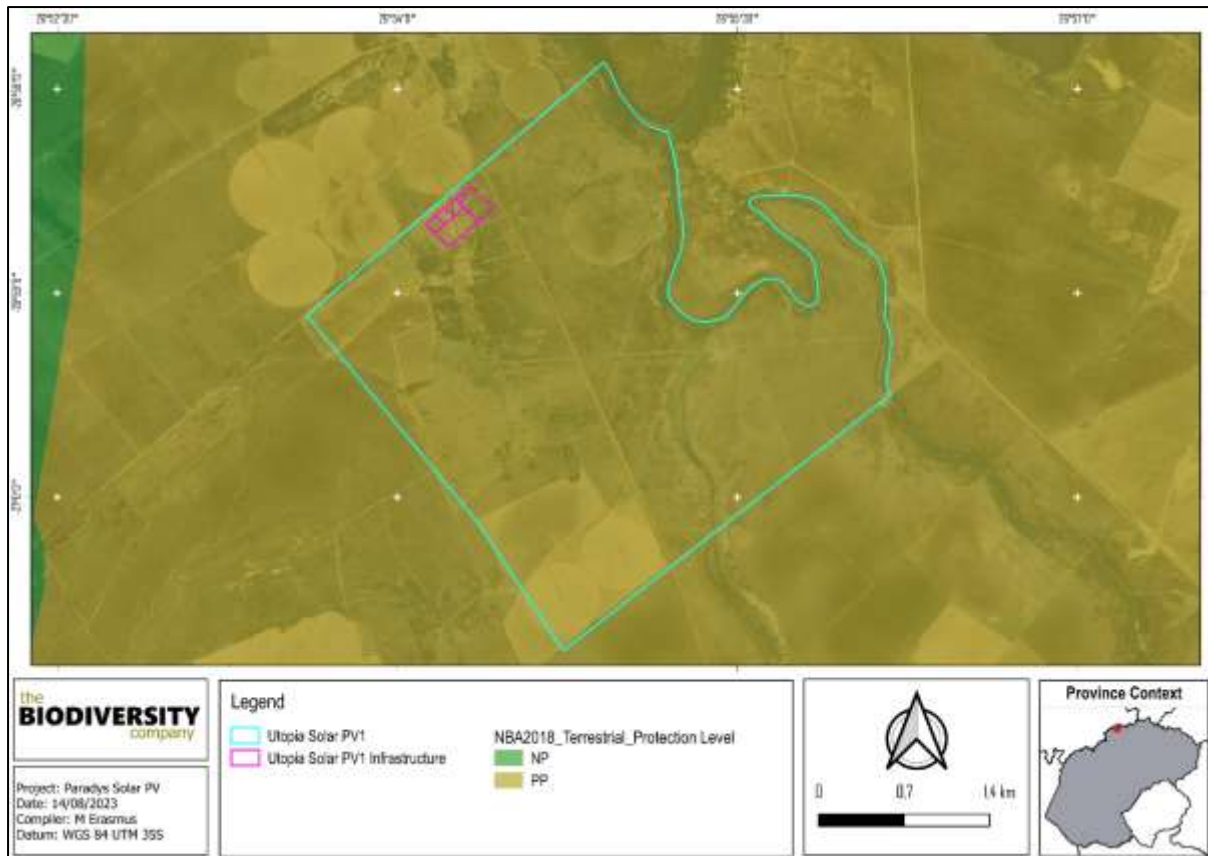 the
BIODIVERSITY
company
Project: Paradys Solar PV
Date: 14/08/2023
Compiler: M Erasmus
Datum: WGS 84 UTM 35S
Legend
Utopia Solar PV1
Utopia Solar PV1 Infrastructure
NBA2018_Terrestrial_Protection Level
NP
PP
0 0,7 1,4 km
Province Context